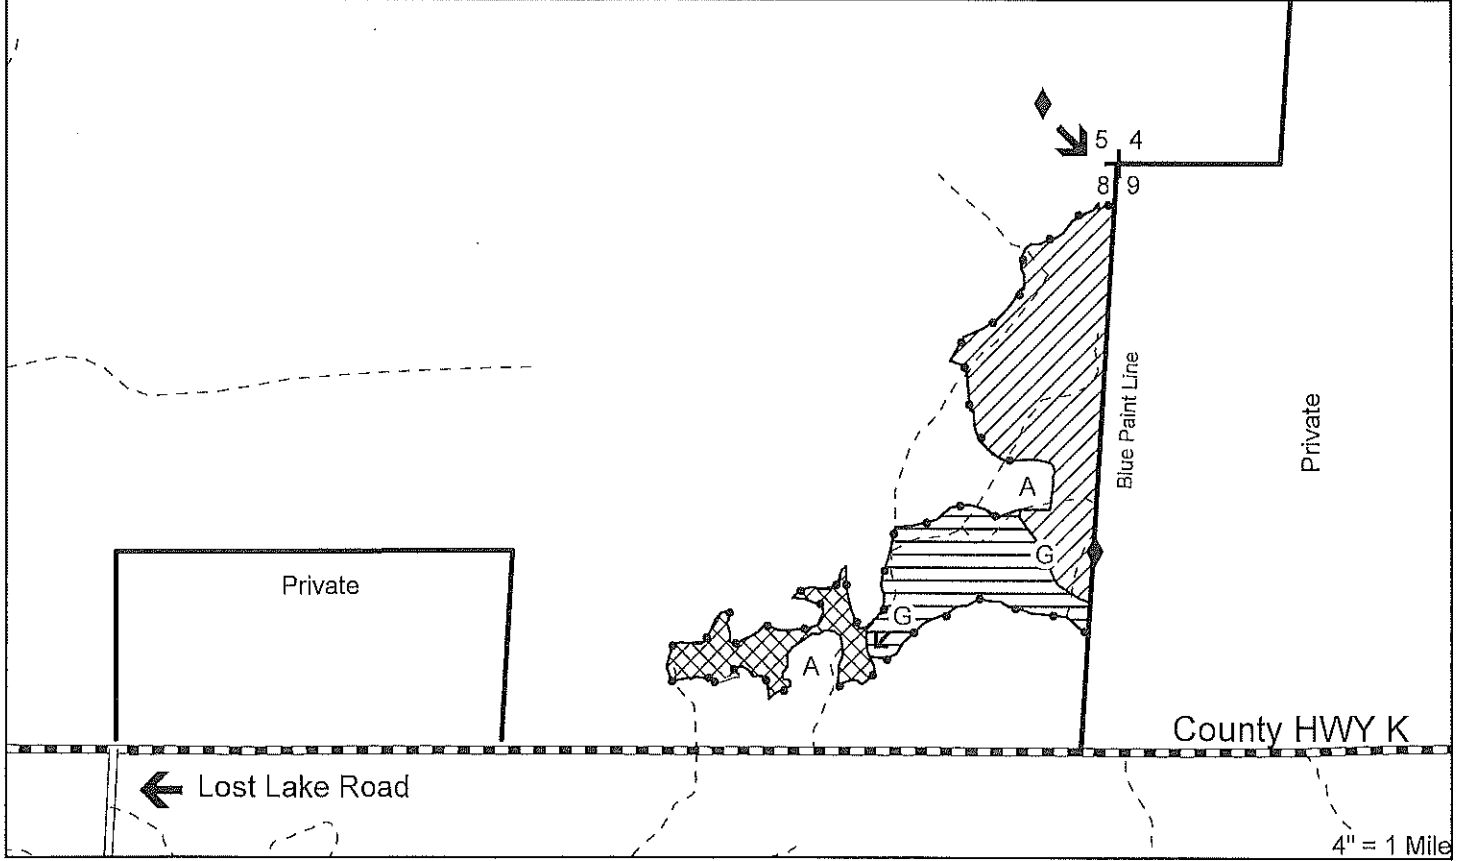 5 4
8 9
Blue Paint Line
Private
A
G
Private
G
A
County HWY K
Lost Lake Road
4" = 1 Mile